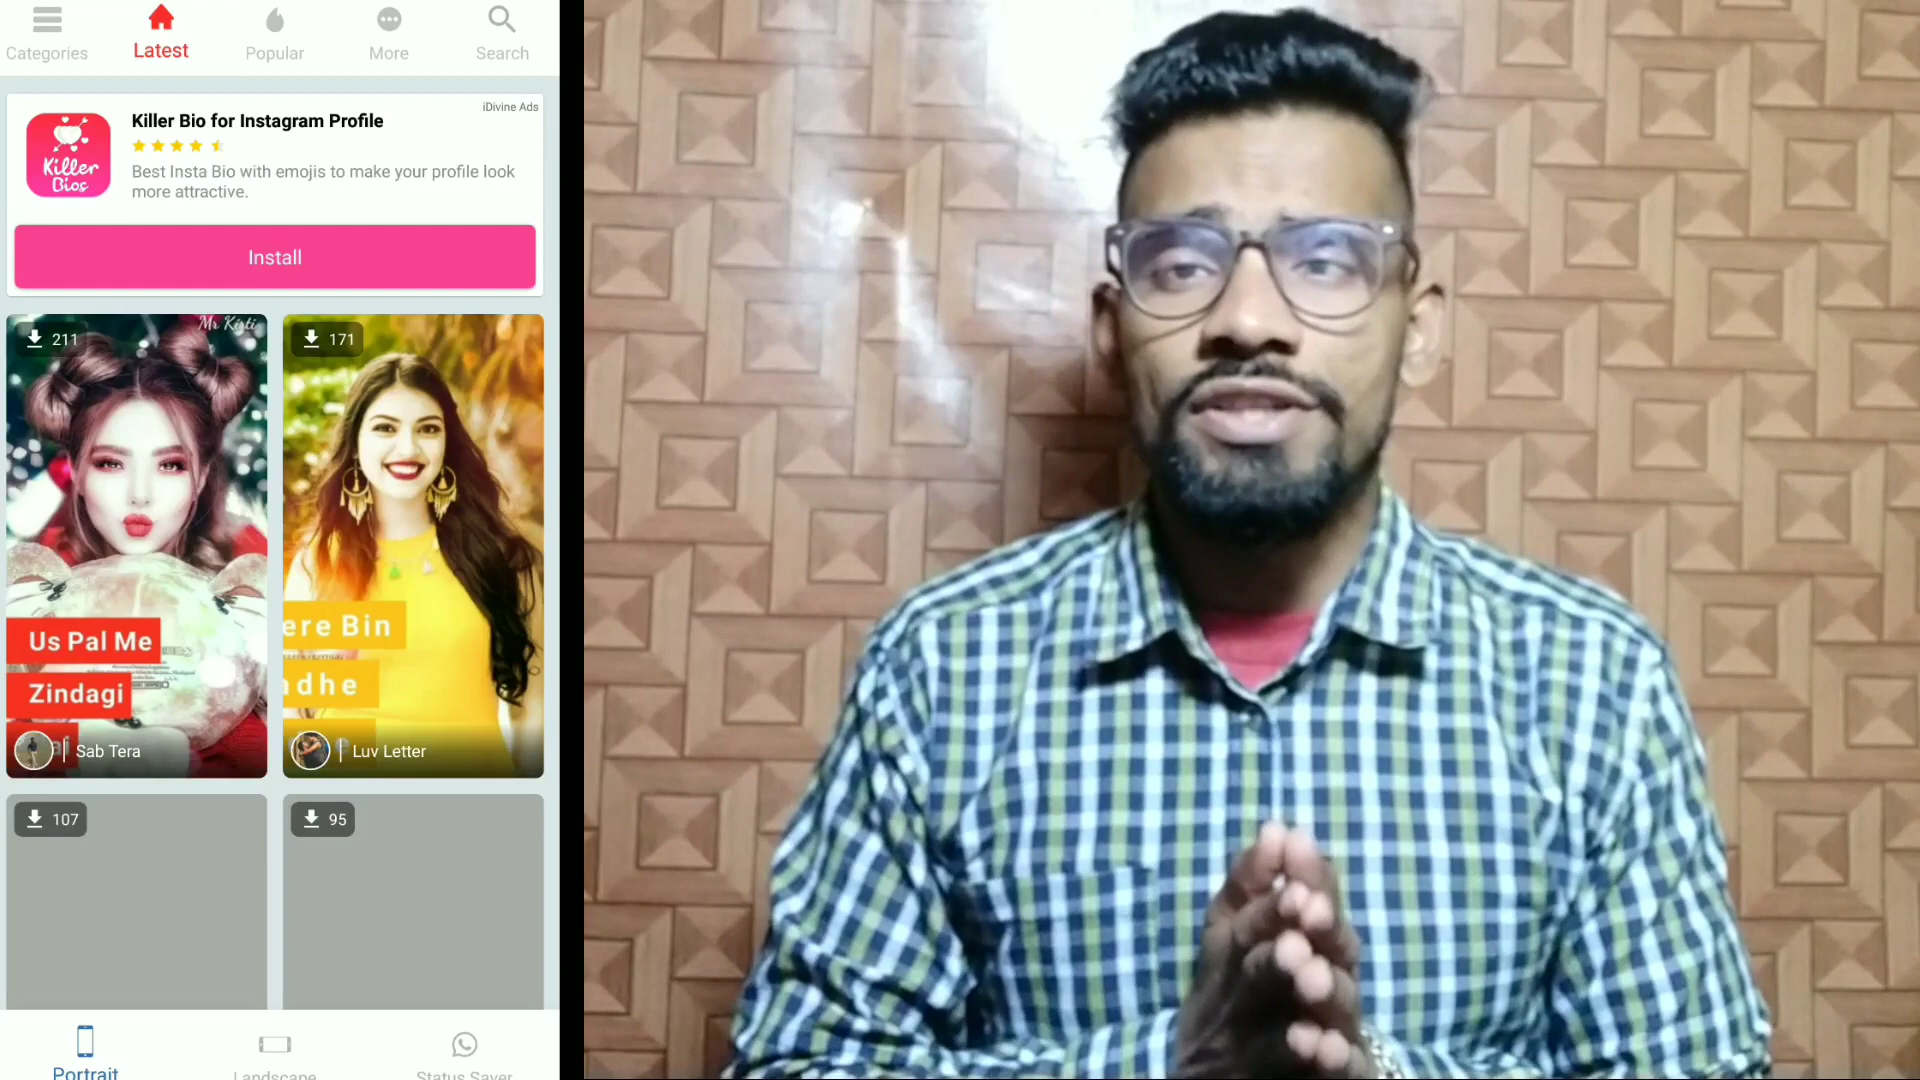 Categories
Latest
Popular
More
Search
iDivine Ads
Killer Bio for Instagram Profile
Killer
Bios
Best Insta Bio with emojis to make your profile look
more attractive.
Install
Mr Kirti
211
171
Us Pal Me
Zindagi
ere Bin
adhe
Sab Tera
Luv Letter
107
95
Portrait
Landscape
Status Saver